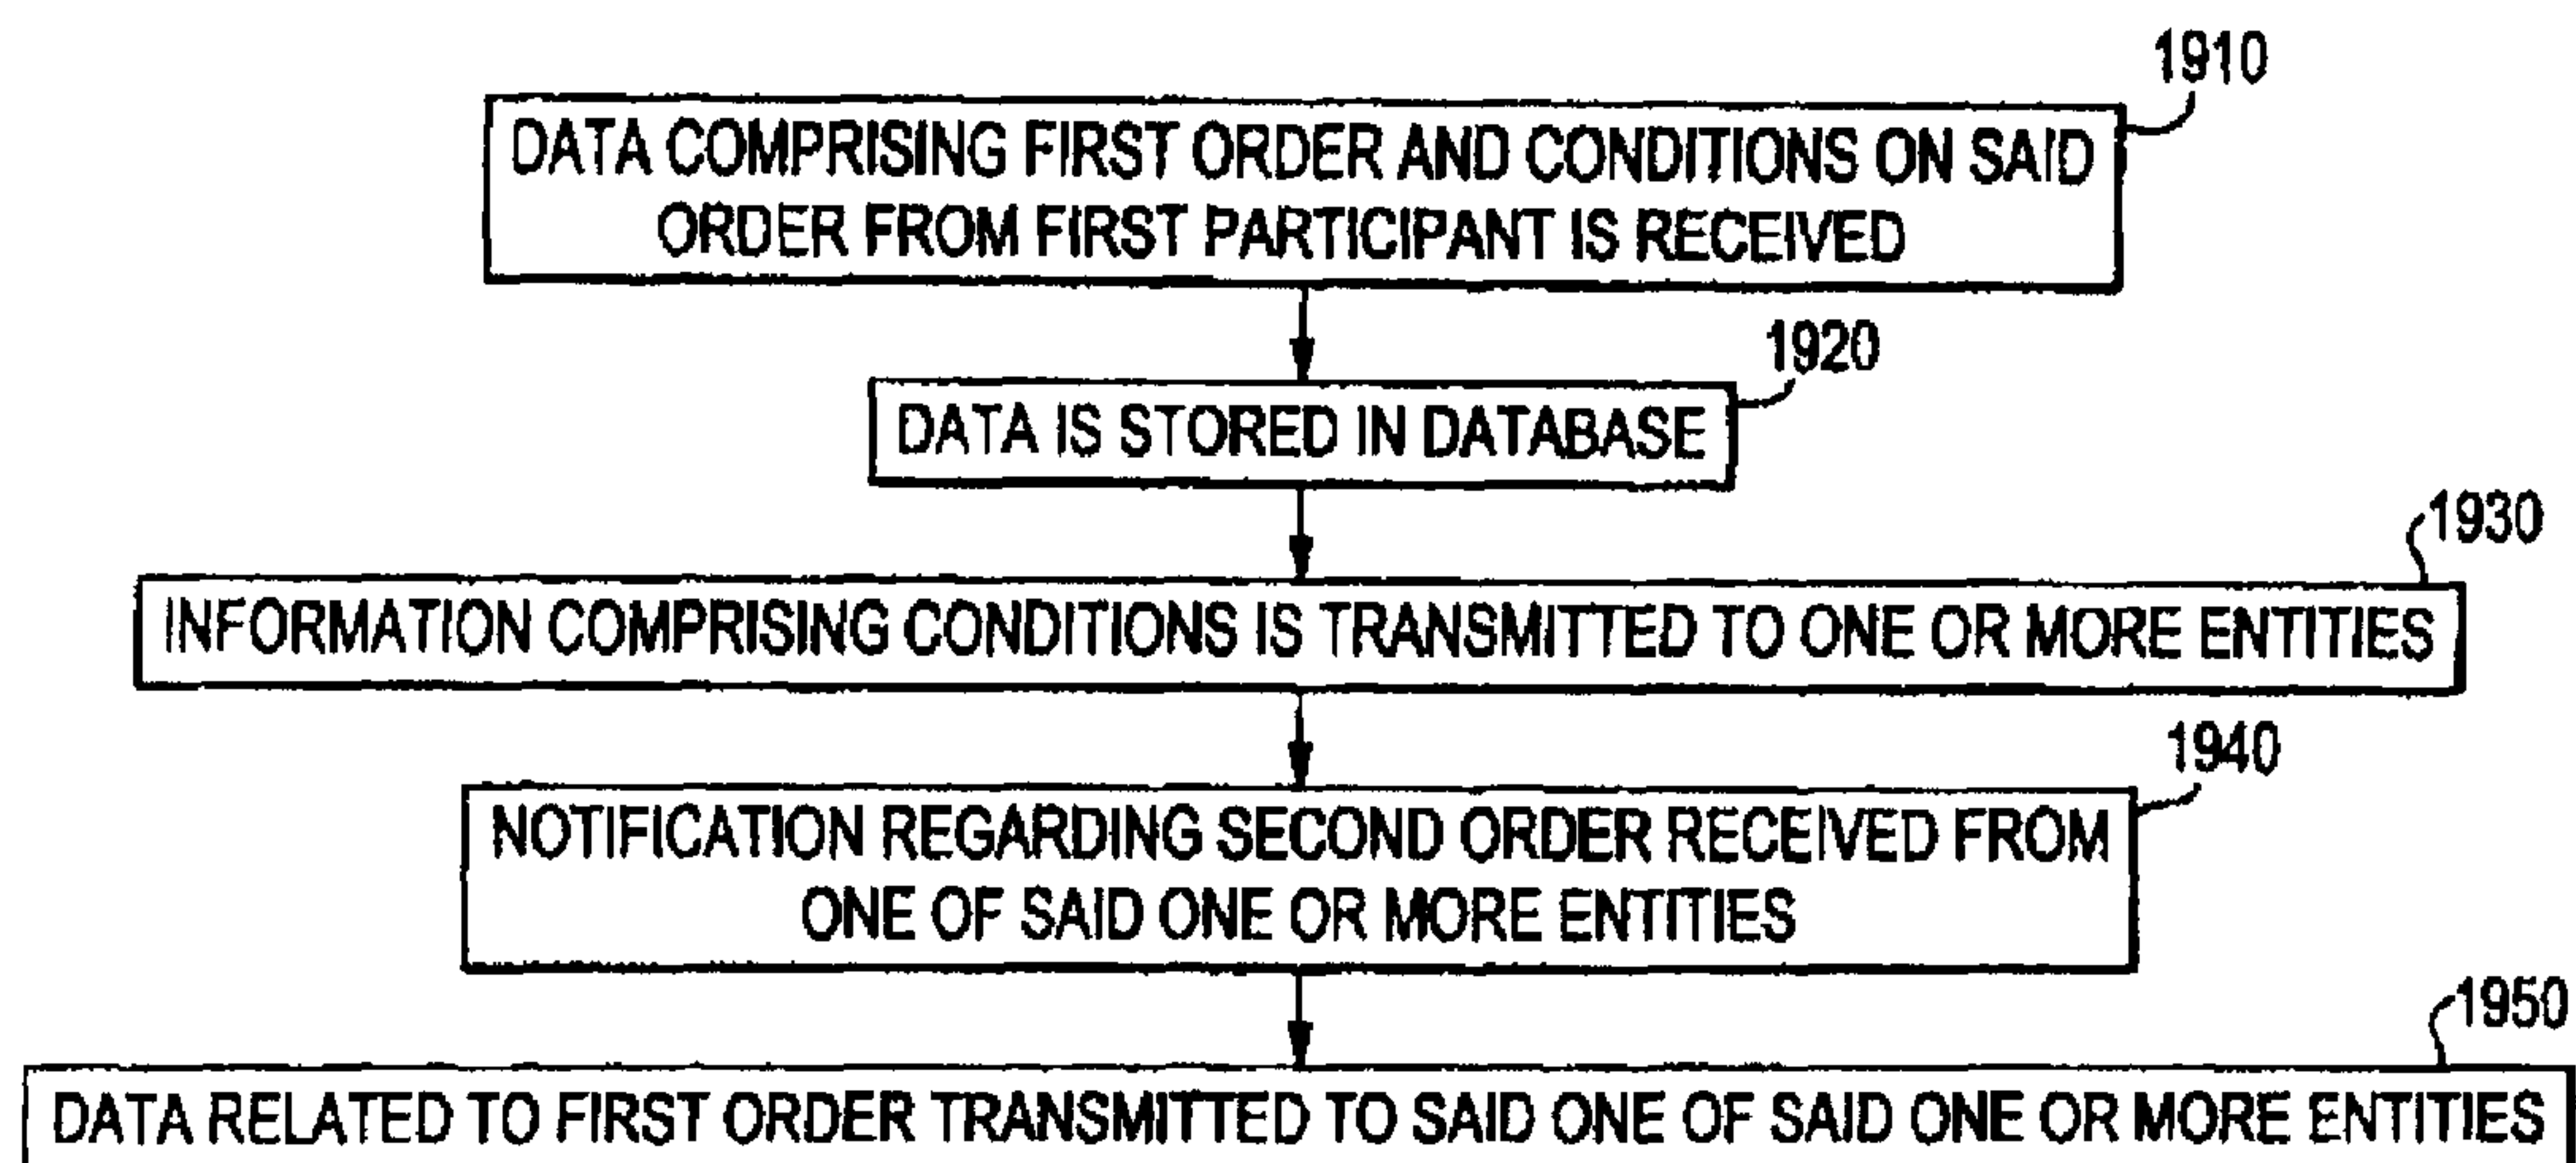 1910
DATA COMPRISING FIRST ORDER AND CONDITIONS ON SAID
ORDER FROM FIRST PARTICIPANT IS RECEIVED
1920
DATA IS STORED IN DATABASE
1930
INFORMATION COMPRISING CONDITIONS IS TRANSMITTED TO ONE OR MORE ENTITIES
1940
NOTIFICATION REGARDING SECOND ORDER RECEIVED FROM
ONE OF SAID ONE OR MORE ENTITIES
1950
DATA RELATED TO FIRST ORDER TRANSMITTED TO SAID ONE OF SAID ONE OR MORE ENTITIES